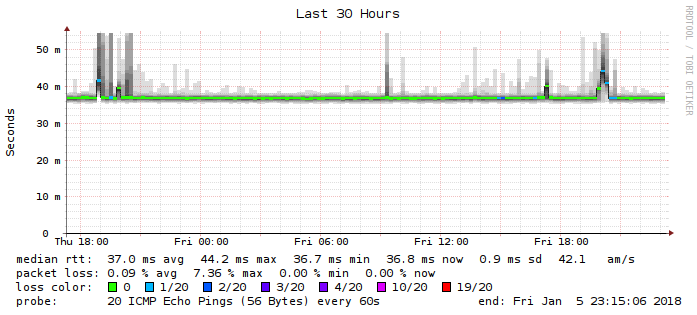 Last 30 Hours
RRDTOOL / TOBI OETIKER
Seconds
50 m
40 m
30 m
20 m
10 m
0
Thu 18:00 Fri 00:00 Fri 06:00 Fri 12:00 Fri 18:00
median rtt: 37.0 ms avg 44.2 ms max 36.7 ms min 36.8 ms now 0.9 ms sd 42.1 am/s
packet loss: 0.09 % avg 7.36 % max 0.00 % min 0.00 % now
loss color: 0 1/20 2/20 3/20 4/20 10/20 19/20
probe: 20 ICMP Echo Pings (56 Bytes) every 60s end: Fri Jan 5 23:15:06 2018